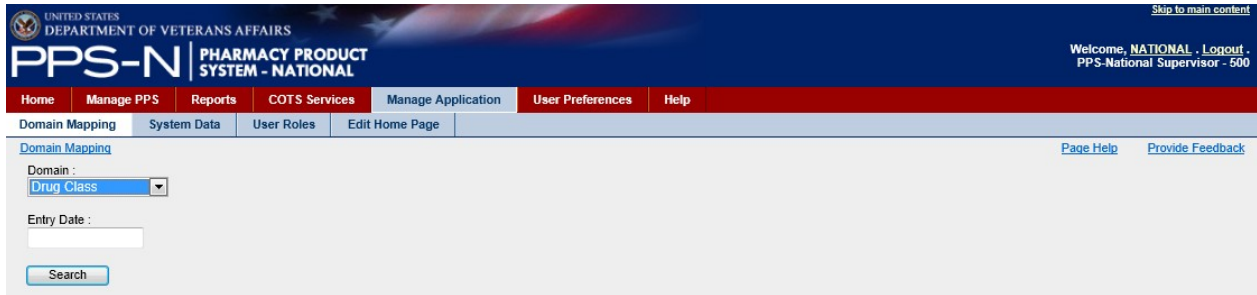 Skip to main content
UNITED STATES
DEPARTMENT OF VETERANS AFFAIRS
PPS-N PHARMACY PRODUCT
SYSTEM - NATIONAL
Welcome, NATIONAL . Logout .
PPS-National Supervisor - 500
Home Manage PPS Reports COTS Services Manage Application User Preferences Help
Domain Mapping System Data User Roles Edit Home Page
Domain Mapping Page Help Provide Feedback
Domain :
Drug Class
Entry Date :
Search